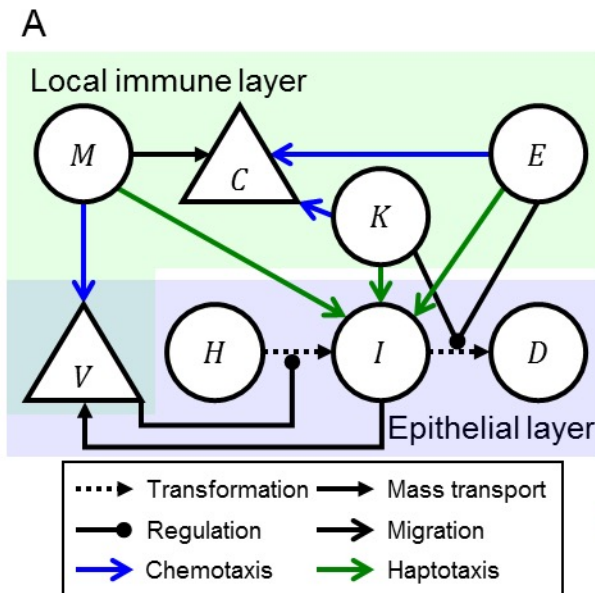 A
Local immune layer
M
C
E
K
V
H
I
D
Epithelial layer
Transformation
Mass transport
Regulation
Migration
Chemotaxis
Haptotaxis